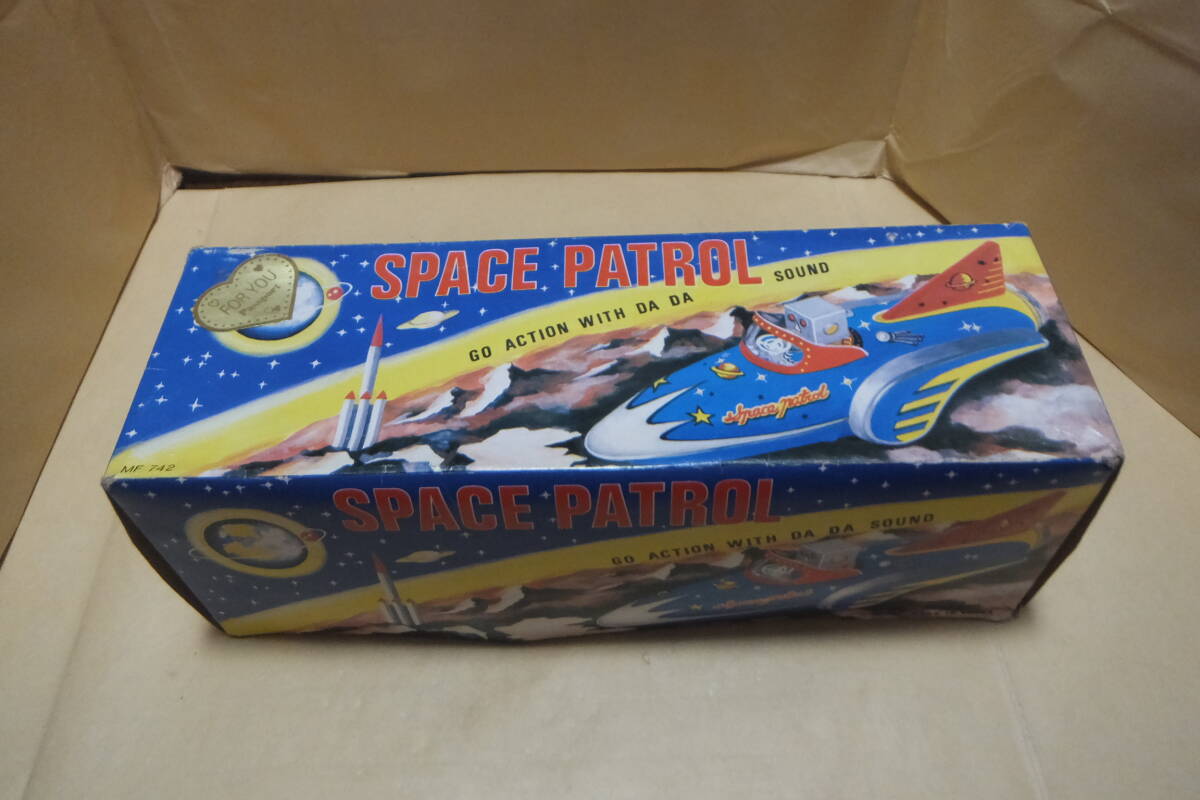 SPACE PATROL
GO ACTION WITH DA DA SOUND
FOR YOU
space patrol
MF 742
SPACE PATROL
GO ACTION WITH DA DA SOUND